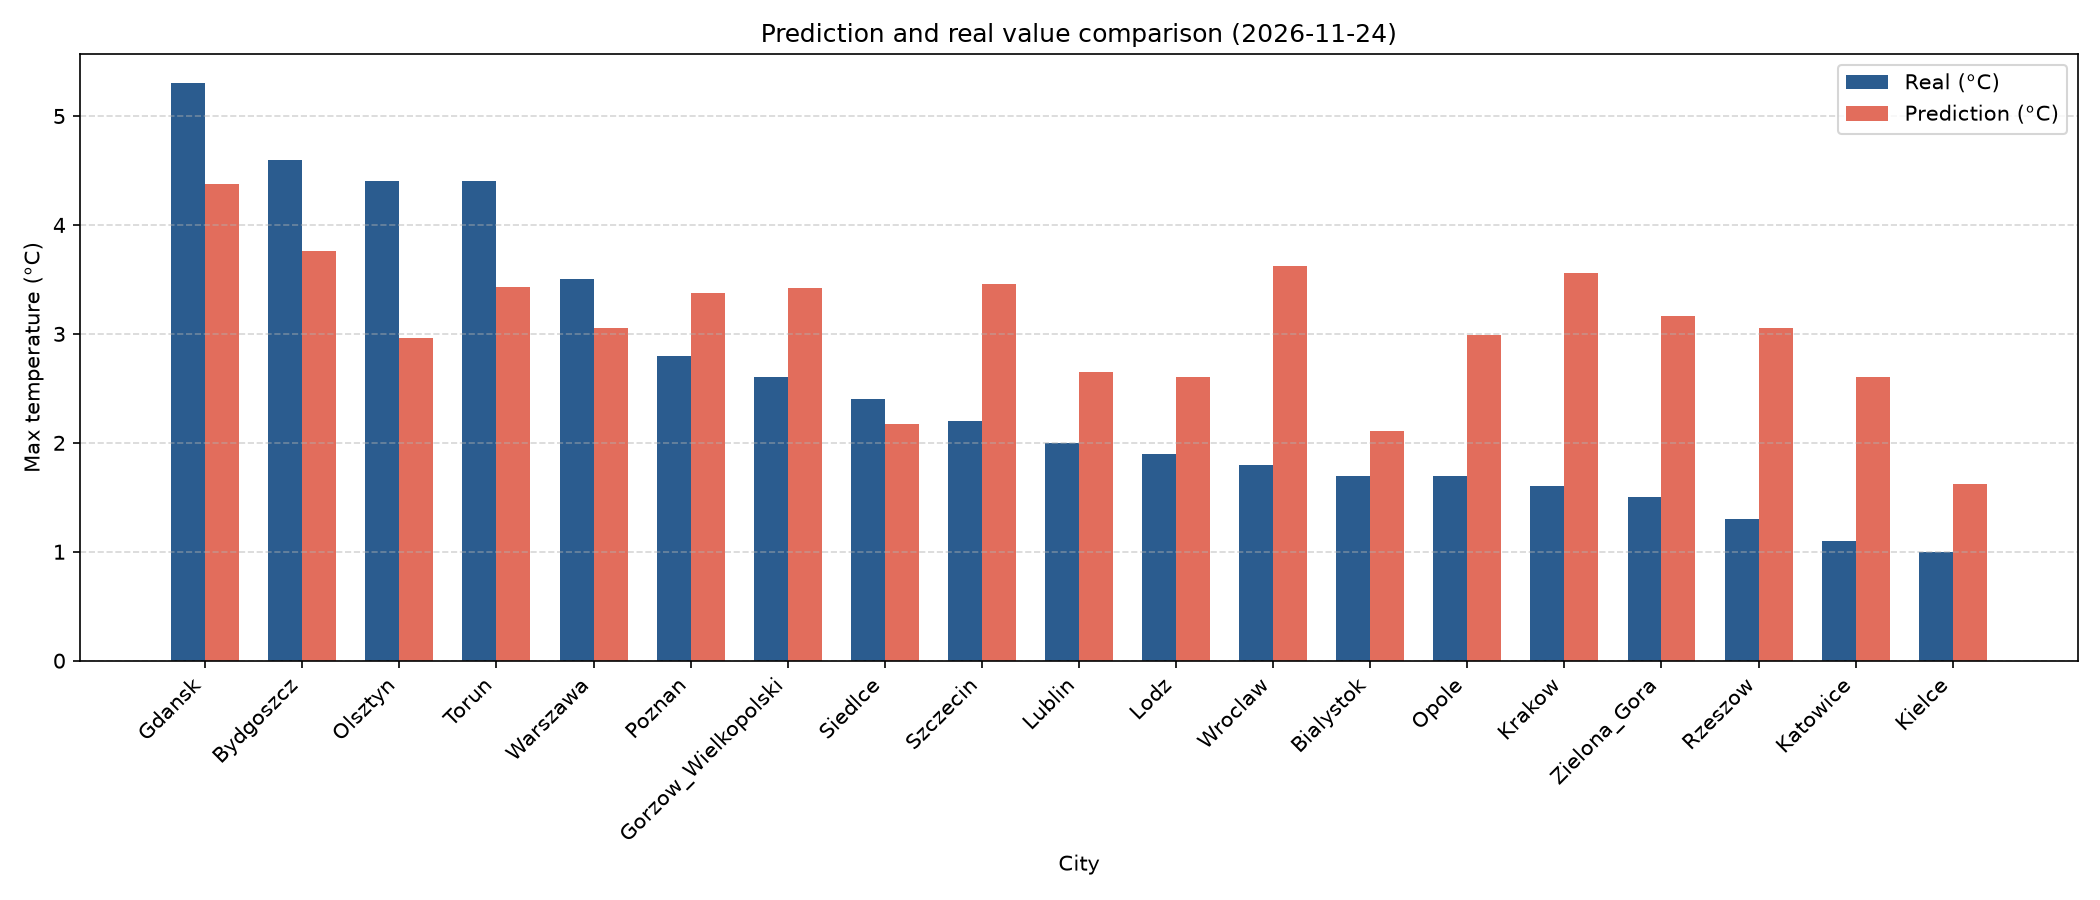 Prediction and real value comparison (2026-11-24)
Real (°C)
Prediction (°C)
Max temperature (°C)
5
4
3
2
1
0
Gdansk
Bydgoszcz
Olsztyn
Torun
Warszawa
Poznan
Gorzow_Wielkopolski
Siedlce
Szczecin
Lublin
Lodz
Wroclaw
Bialystok
Opole
Krakow
Zielona_Gora
Rzeszow
Katowice
Kielce
City